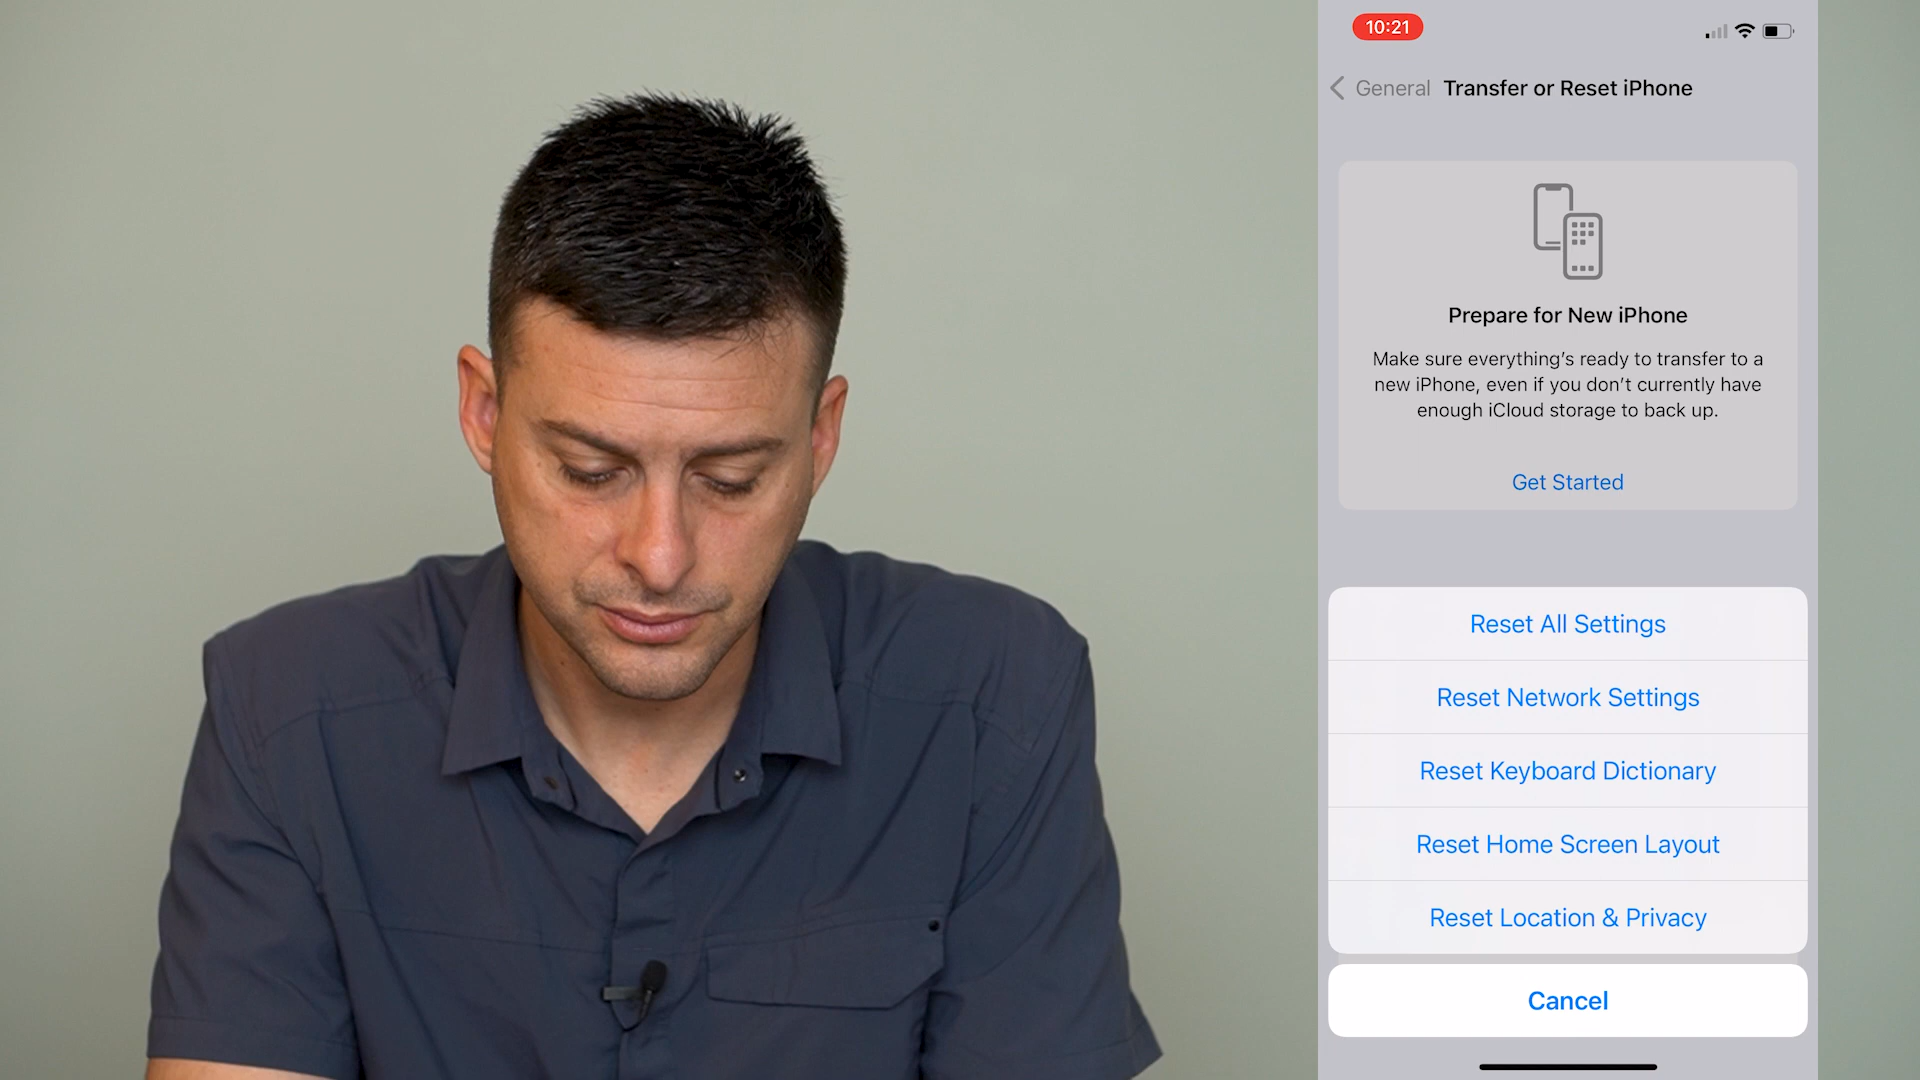 10:21
General Transfer or Reset iPhone
Prepare for New iPhone
Make sure everything's ready to transfer to a
new iPhone, even if you don't currently have
enough iCloud storage to back up.
Get Started
Reset All Settings
Reset Network Settings
Reset Keyboard Dictionary
Reset Home Screen Layout
Reset Location & Privacy
Cancel